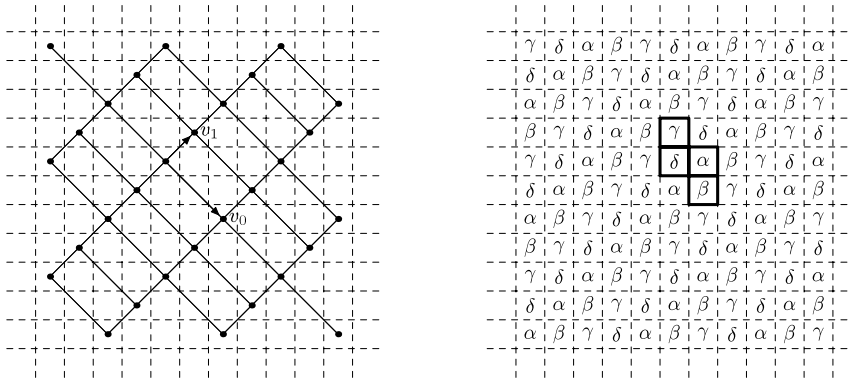 γ δ α β γ δ α β γ δ α
δ α β γ δ α β γ δ α β
α β γ δ α β γ δ α β γ
v₁
β γ δ α β γ δ α β γ δ
γ δ α β γ δ α β γ δ α
δ α β γ δ α β γ δ α β
v₀
α β γ δ α β γ δ α β γ
β γ δ α β γ δ α β γ δ
γ δ α β γ δ α β γ δ α
δ α β γ δ α β γ δ α β
α β γ δ α β γ δ α β γ